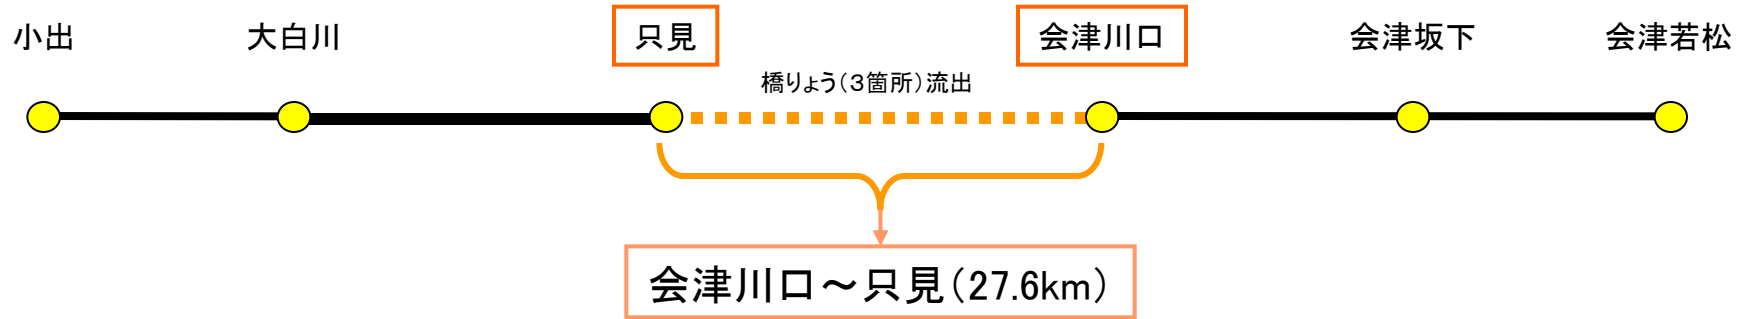 小出 大白川 只見 会津川口 会津坂下 会津若松
橋りょう（３箇所）流出
会津川口～只見（27.6km）